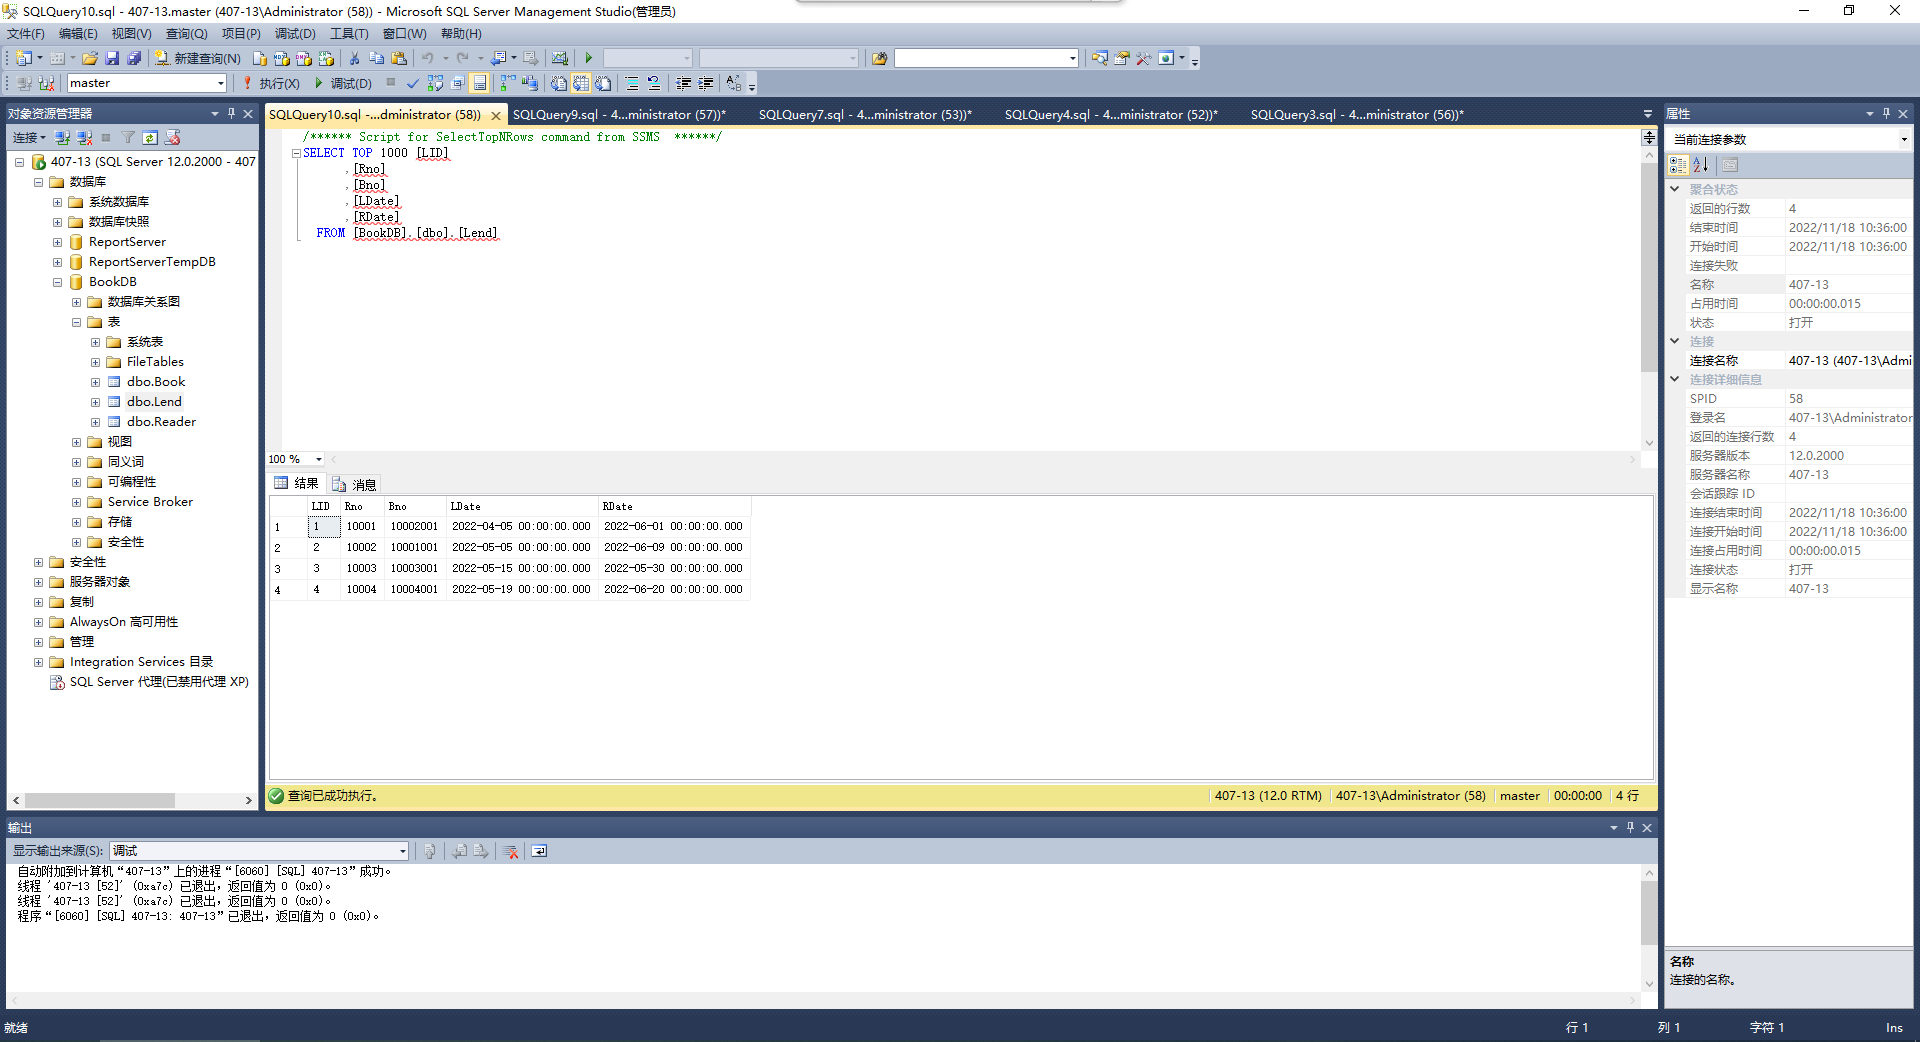 SQLQuery10.sql - 407-13.master (407-13\Administrator (58)) - Microsoft SQL Server Management Studio(管理员)
文件(F) 编辑(E) 视图(V) 查询(Q) 项目(P) 调试(D) 工具(T) 窗口(W) 帮助(H)
新建查询(N)
master 执行(X) 调试(D)
对象资源管理器
连接
407-13 (SQL Server 12.0.2000 - 407
数据库
系统数据库
数据库快照
ReportServer
ReportServerTempDB
BookDB
数据库关系图
表
系统表
FileTables
dbo.Book
dbo.Lend
dbo.Reader
视图
同义词
可编程性
Service Broker
存储
安全性
安全性
服务器对象
复制
AlwaysOn 高可用性
管理
Integration Services 目录
SQL Server 代理(已禁用代理 XP)
SQLQuery10.sql -...dministrator (58)) SQLQuery9.sql - 4...ministrator (57))* SQLQuery7.sql - 4...ministrator (53))* SQLQuery4.sql - 4...ministrator (52))* SQLQuery3.sql - 4...ministrator (56))*
/****** Script for SelectTopNRows command from SSMS ******/
SELECT TOP 1000 [LID]
,[Rno]
,[Bno]
,[LDate]
,[RDate]
FROM [BookDB].[dbo].[Lend]
100 %
结果 消息
LID Rno Bno LDate RDate
1 1 10001 10002001 2022-04-05 00:00:00.000 2022-06-01 00:00:00.000
2 2 10002 10001001 2022-05-05 00:00:00.000 2022-06-09 00:00:00.000
3 3 10003 10003001 2022-05-15 00:00:00.000 2022-05-30 00:00:00.000
4 4 10004 10004001 2022-05-19 00:00:00.000 2022-06-20 00:00:00.000
查询已成功执行。 407-13 (12.0 RTM) 407-13\Administrator (58) master 00:00:00 4 行
属性
当前连接参数
聚合状态
返回的行数 4
结束时间 2022/11/18 10:36:00
开始时间 2022/11/18 10:36:00
连接失败
名称 407-13
占用时间 00:00:00.015
状态 打开
连接
连接名称 407-13 (407-13\Admi
连接详细信息
SPID 58
登录名 407-13\Administrator
返回的连接行数 4
服务器版本 12.0.2000
服务器名称 407-13
会话跟踪 ID
连接结束时间 2022/11/18 10:36:00
连接开始时间 2022/11/18 10:36:00
连接占用时间 00:00:00.015
连接状态 打开
显示名称 407-13
名称
连接的名称。
输出
显示输出来源(S): 调试
自动附加到计算机“407-13”上的进程“[6060] [SQL] 407-13”成功。
线程 '407-13 [52]' (0xa7c) 已退出，返回值为 0 (0x0)。
线程 '407-13 [52]' (0xa7c) 已退出，返回值为 0 (0x0)。
程序“[6060] [SQL] 407-13: 407-13”已退出，返回值为 0 (0x0)。
就绪 行 1 列 1 字符 1 Ins